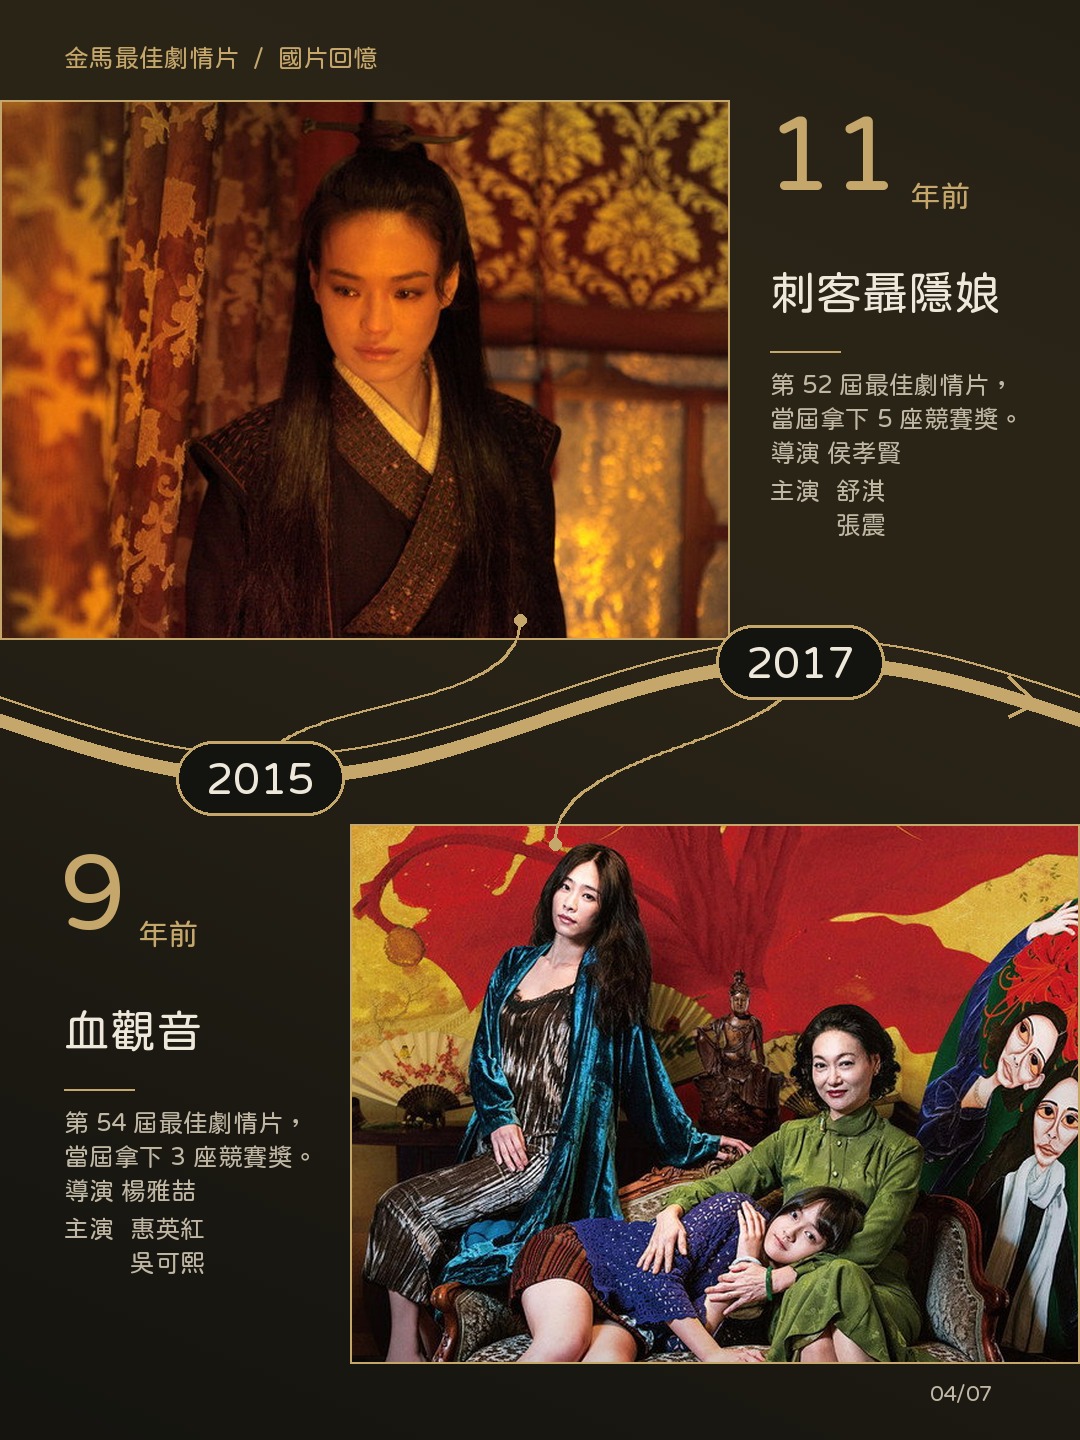 金馬最佳劇情片 / 國片回憶
11 年前
刺客聶隱娘
第 52 屆最佳劇情片，
當屆拿下 5 座競賽獎。
導演 侯孝賢
主演 舒淇
張震
2017
2015
9 年前
血觀音
第 54 屆最佳劇情片，
當屆拿下 3 座競賽獎。
導演 楊雅喆
主演 惠英紅
吳可熙
04/07